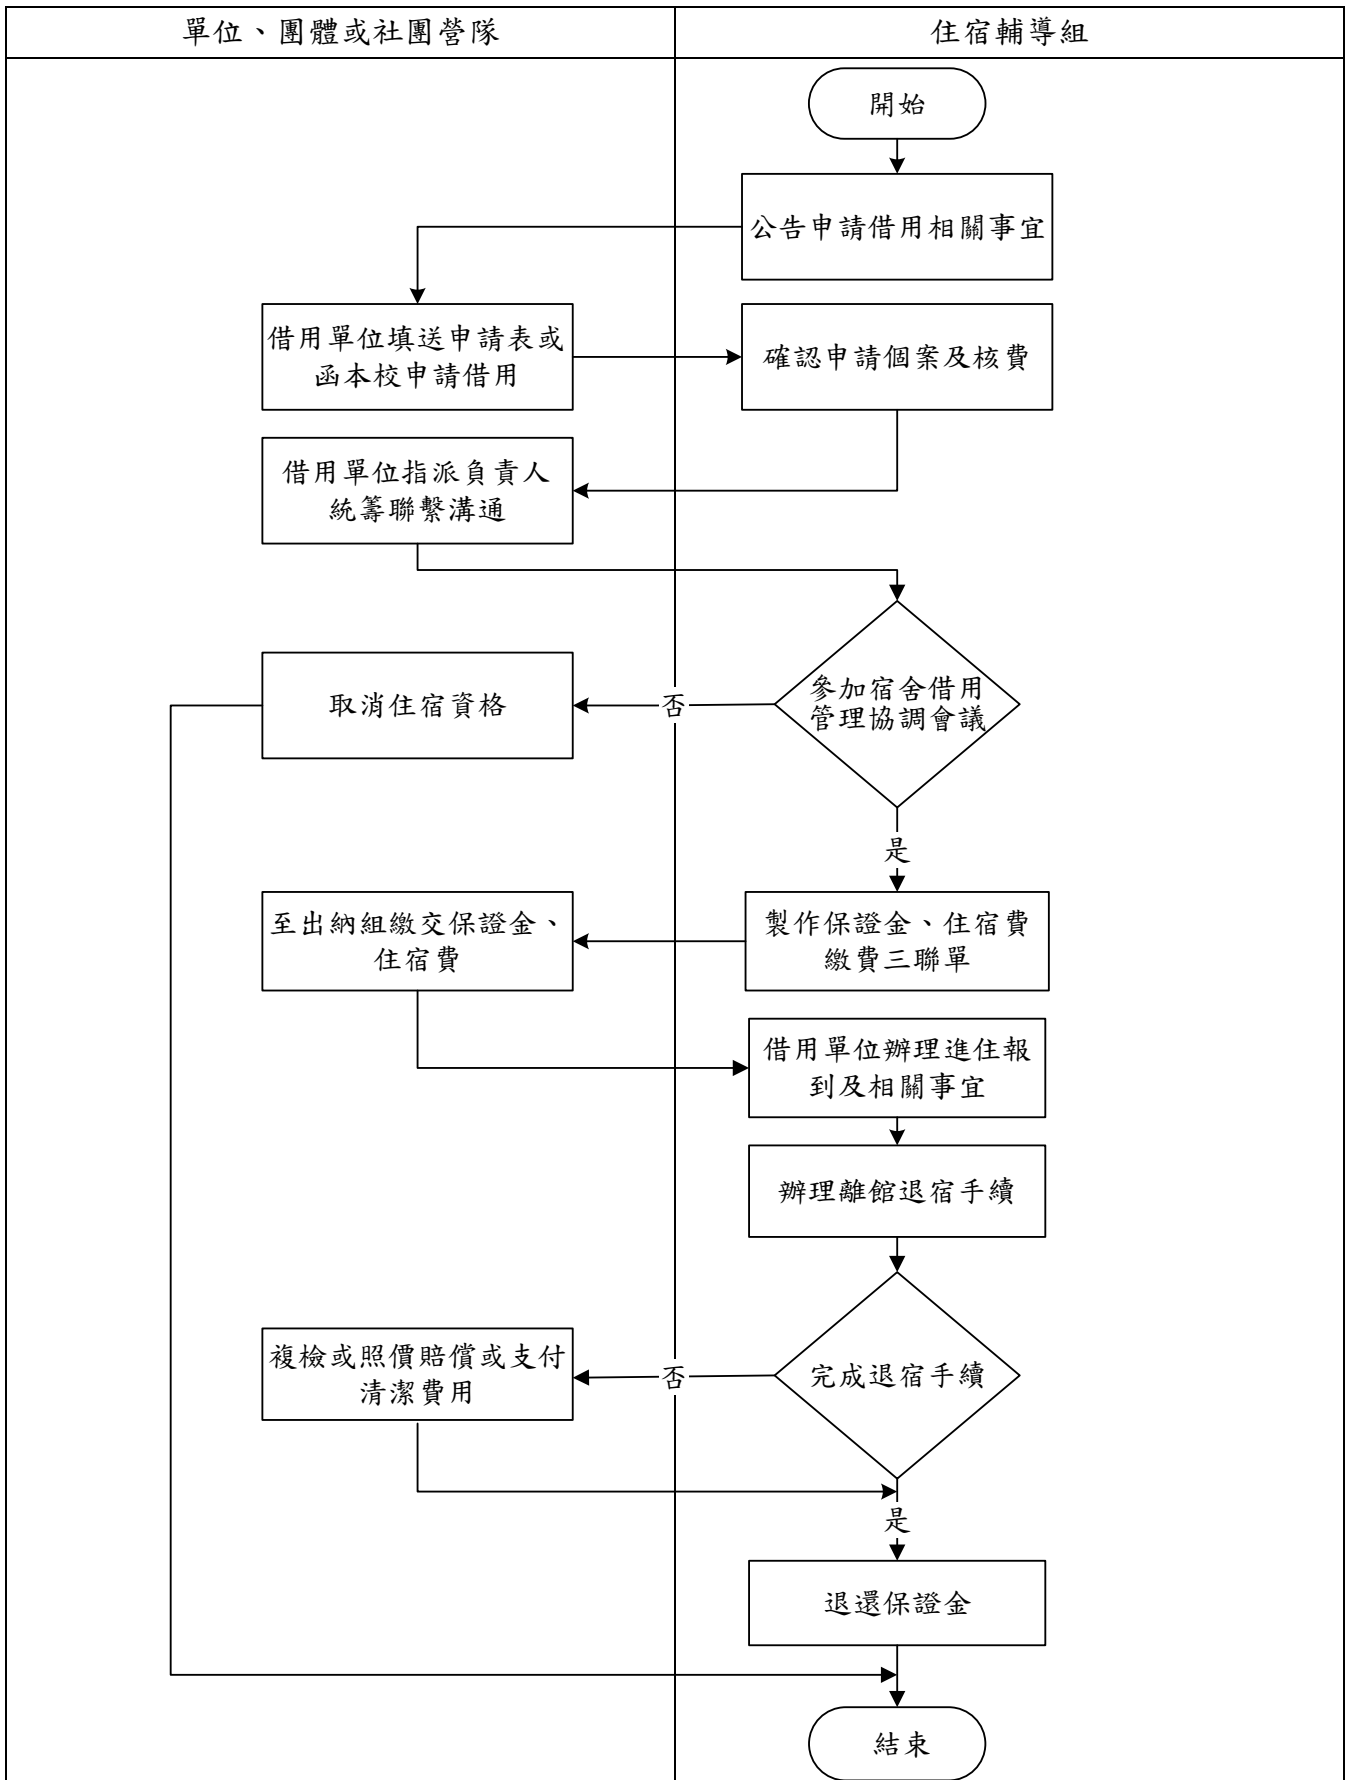 單位、團體或社團營隊
住宿輔導組
開始
公告申請借用相關事宜
借用單位填送申請表或
函本校申請借用
確認申請個案及核費
借用單位指派負責人
統籌聯繫溝通
參加宿舍借用
管理協調會議
否
取消住宿資格
是
製作保證金、住宿費
繳費三聯單
至出納組繳交保證金、
住宿費
借用單位辦理進住報
到及相關事宜
辦理離館退宿手續
完成退宿手續
否
複檢或照價賠償或支付
清潔費用
是
退還保證金
結束